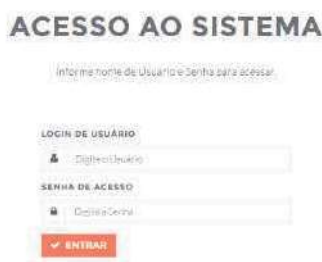 ACESSO AO SISTEMA
Informe nome de Usuário e Senha para acessar.
LOGIN DE USUÁRIO
Digite o Usuário
SENHA DE ACESSO
Digite a Senha
ENTRAR